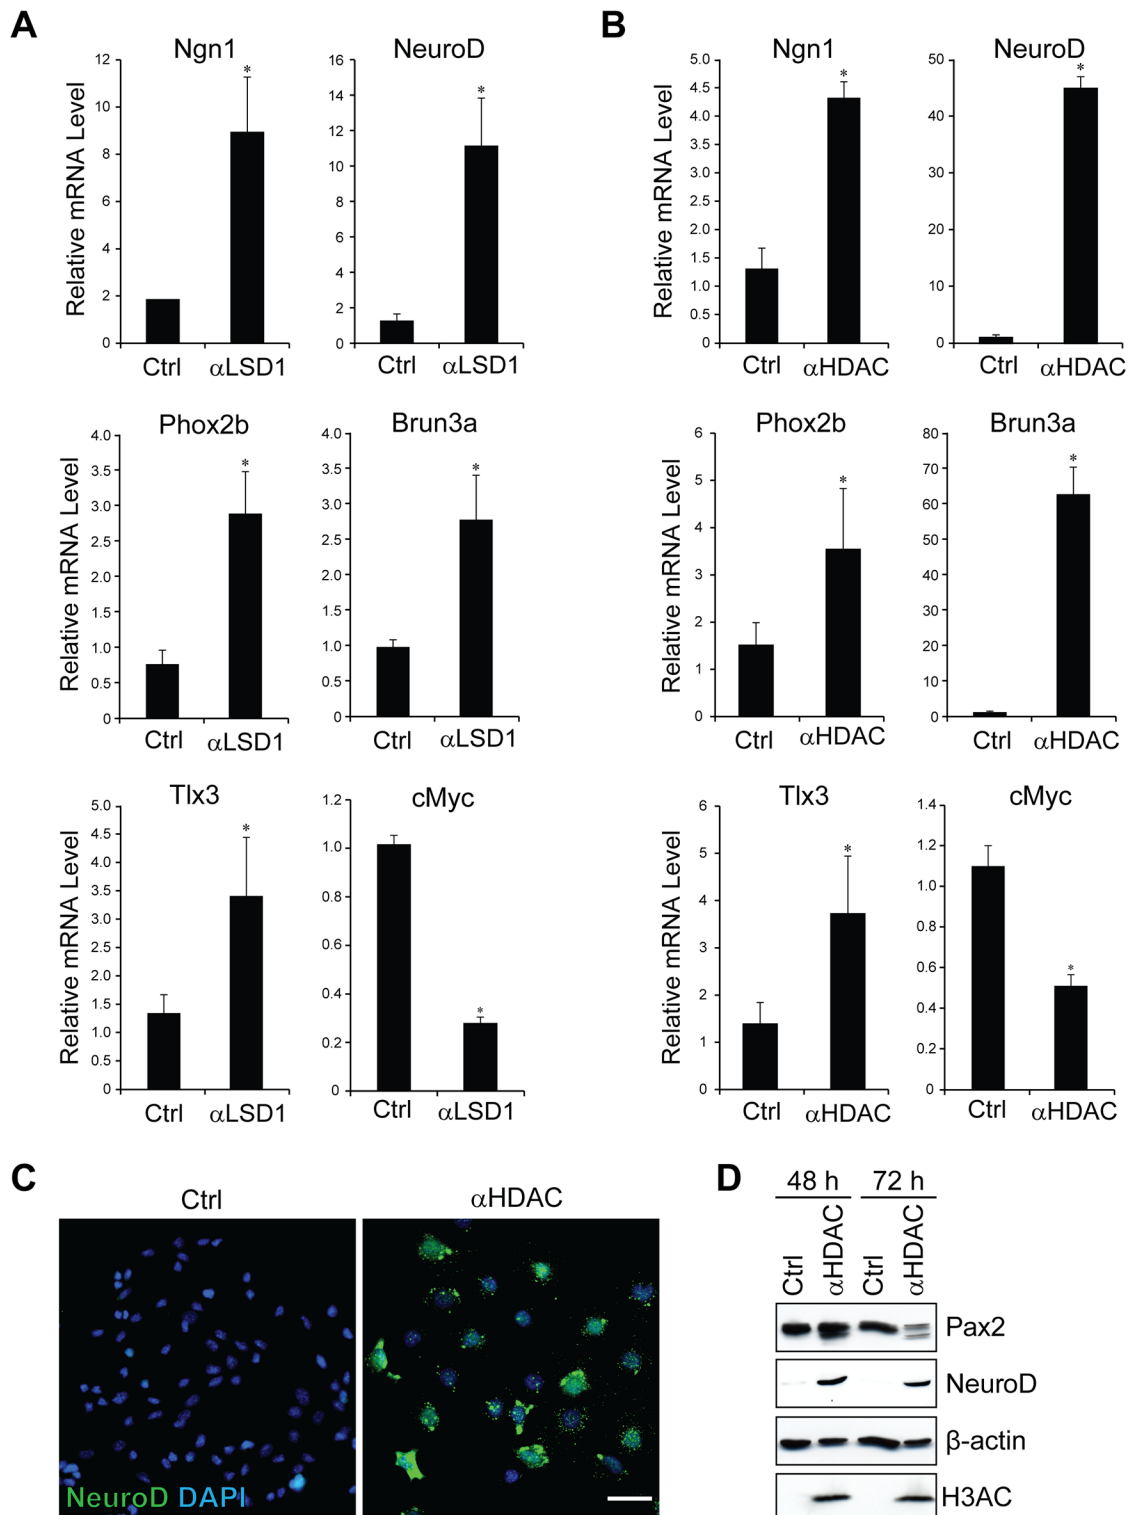 A
B
Ngn1
NeuroD
Ngn1
NeuroD
Relative mRNA Level
12
10
8
6
4
2
0
*
Ctrl
αLSD1
16
14
12
10
8
6
4
2
0
*
Ctrl
αLSD1
Relative mRNA Level
5.0
4.5
4.0
3.5
3.0
2.5
2.0
1.5
1.0
0.5
0
*
Ctrl
αHDAC
50
40
30
20
10
0
*
Ctrl
αHDAC
Phox2b
Brun3a
Phox2b
Brun3a
Relative mRNA Level
4.0
3.5
3.0
2.5
2.0
1.5
1.0
0.5
0
*
Ctrl
αLSD1
4.0
3.5
3.0
2.5
2.0
1.5
1.0
0.5
0
*
Ctrl
αLSD1
Relative mRNA Level
6
5
4
3
2
1
0
*
Ctrl
αHDAC
80
70
60
50
40
30
20
10
0
*
Ctrl
αHDAC
Tlx3
cMyc
Tlx3
cMyc
Relative mRNA Level
5.0
4.5
4.0
3.5
3.0
2.5
2.0
1.5
1.0
0.5
0
*
Ctrl
αLSD1
1.2
1.0
0.8
0.6
0.4
0.2
0
*
Ctrl
αLSD1
Relative mRNA Level
6
5
4
3
2
1
0
*
Ctrl
αHDAC
1.4
1.2
1.0
0.8
0.6
0.4
0.2
0
*
Ctrl
αHDAC
C
Ctrl
αHDAC
NeuroD DAPI
D
48 h
72 h
Ctrl
αHDAC
Ctrl
αHDAC
Pax2
NeuroD
β-actin
H3AC